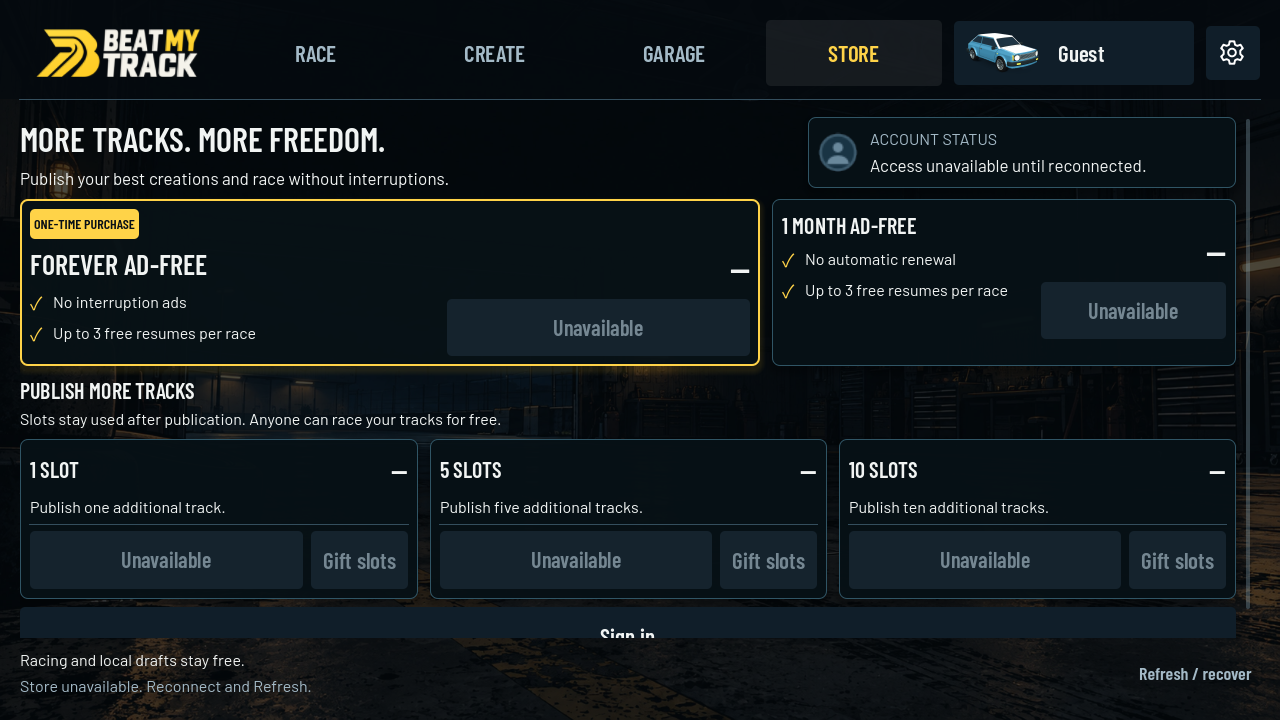 BEATMY
TRACK
RACE
CREATE
GARAGE
STORE
Guest
MORE TRACKS. MORE FREEDOM.
Publish your best creations and race without interruptions.
ACCOUNT STATUS
Access unavailable until reconnected.
ONE-TIME PURCHASE
FOREVER AD-FREE
—
✓ No interruption ads
✓ Up to 3 free resumes per race
Unavailable
1 MONTH AD-FREE
✓ No automatic renewal
—
✓ Up to 3 free resumes per race
Unavailable
PUBLISH MORE TRACKS
Slots stay used after publication. Anyone can race your tracks for free.
1 SLOT —
Publish one additional track.
Unavailable
Gift slots
5 SLOTS —
Publish five additional tracks.
Unavailable
Gift slots
10 SLOTS —
Publish ten additional tracks.
Unavailable
Gift slots
Sign in
Racing and local drafts stay free.
Store unavailable. Reconnect and Refresh.
Refresh / recover